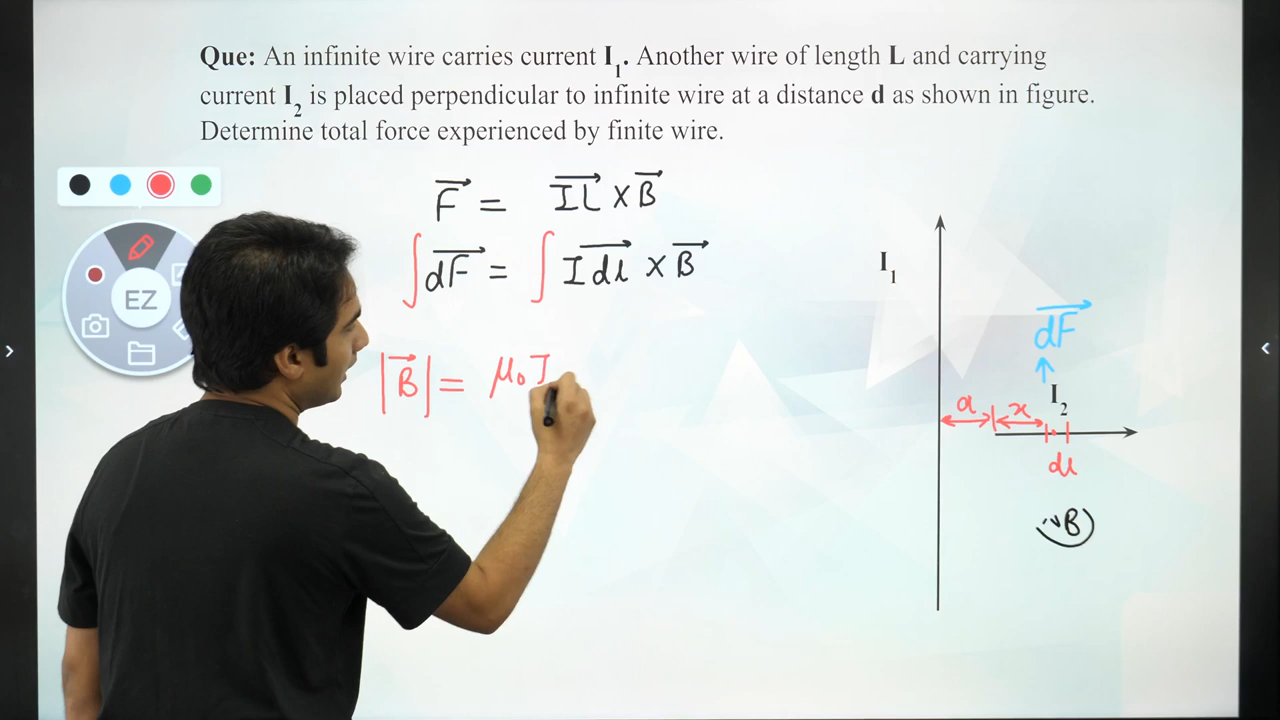 Que: An infinite wire carries current I₁. Another wire of length L and carrying
current I₂ is placed perpendicular to infinite wire at a distance d as shown in figure.
Determine total force experienced by finite wire.
F⃗ = IL⃗ × B⃗
∫dF⃗ = ∫ I dl⃗ × B⃗
|B⃗| = μ₀ I
EZ
I₁
dF⃗
I₂
a x
dl
B